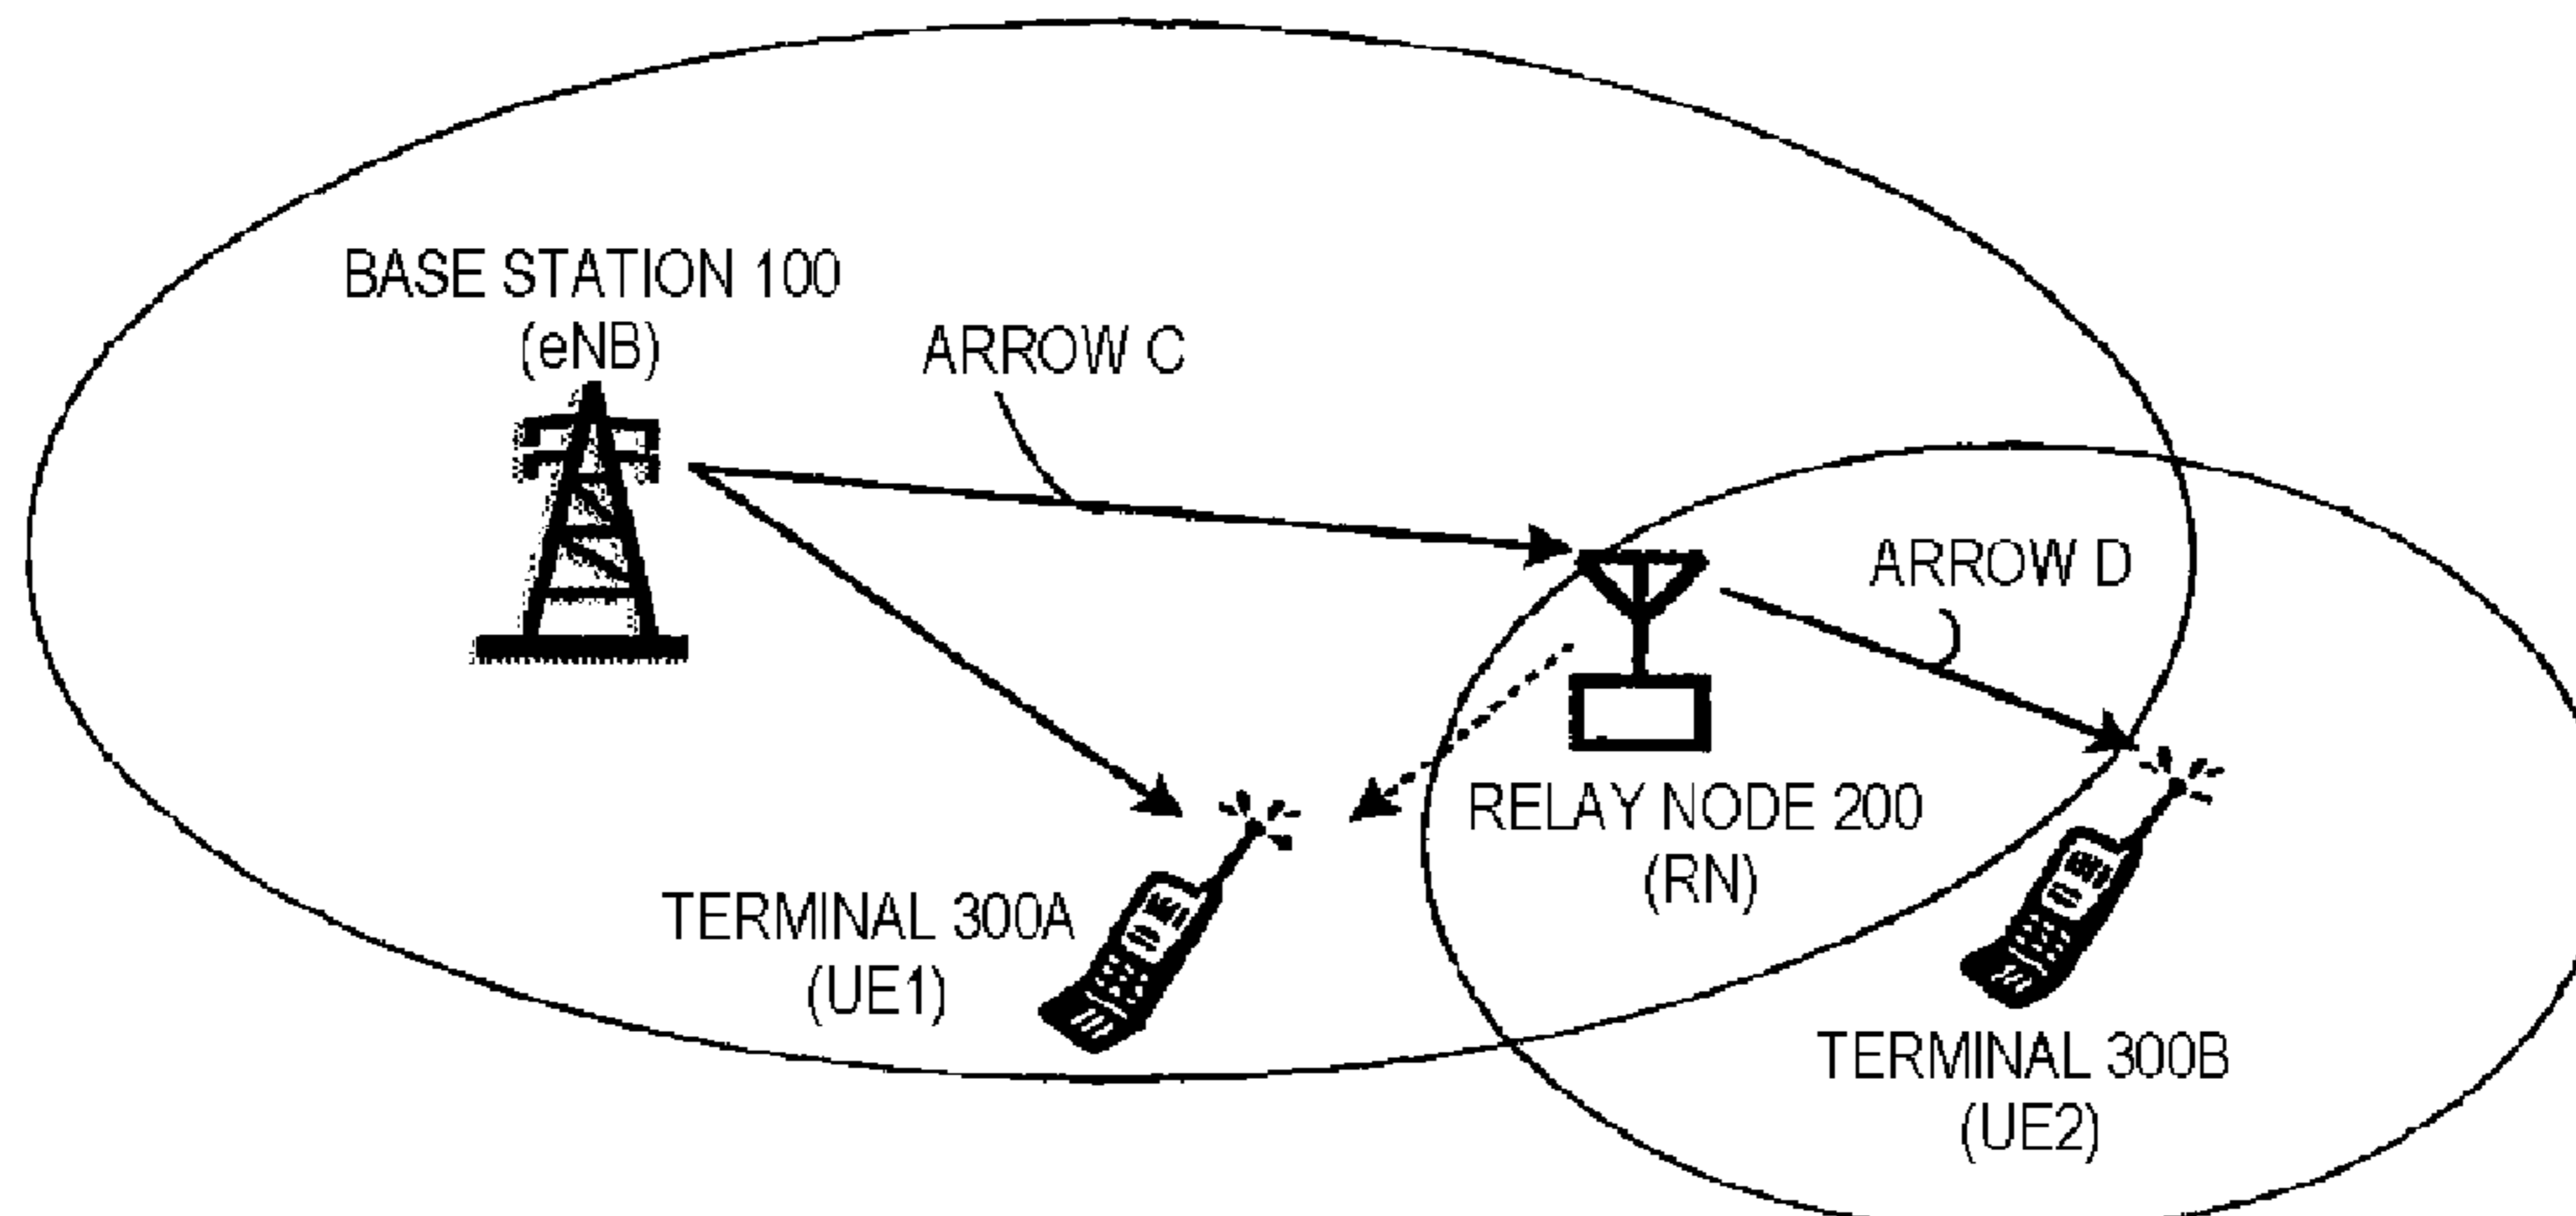 BASE STATION 100
(eNB)
ARROW C
ARROW D
RELAY NODE 200
(RN)
TERMINAL 300A
(UE1)
TERMINAL 300B
(UE2)